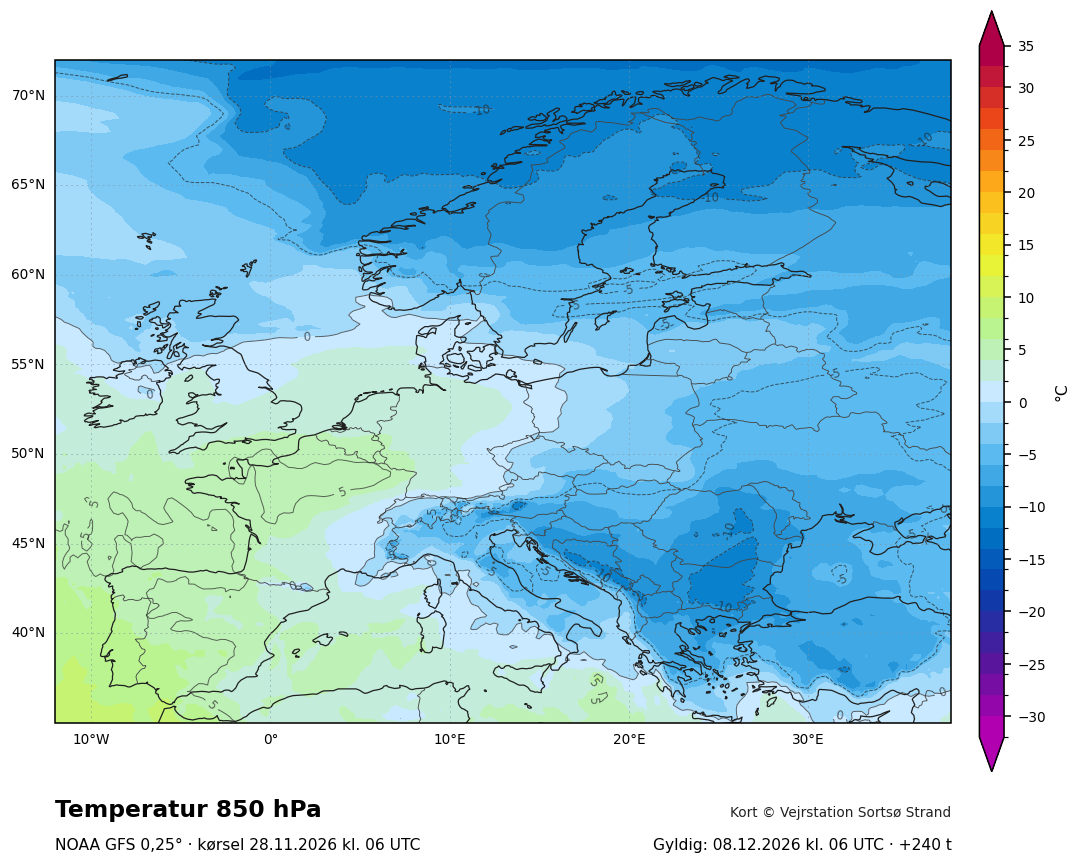 70°N
65°N
60°N
55°N
50°N
45°N
40°N
10°W 0° 10°E 20°E 30°E
35
30
25
20
15
10
5
0
−5
−10
−15
−20
−25
−30
°C
Temperatur 850 hPa
Kort © Vejrstation Sortsø Strand
NOAA GFS 0,25° · kørsel 28.11.2026 kl. 06 UTC
Gyldig: 08.12.2026 kl. 06 UTC · +240 t